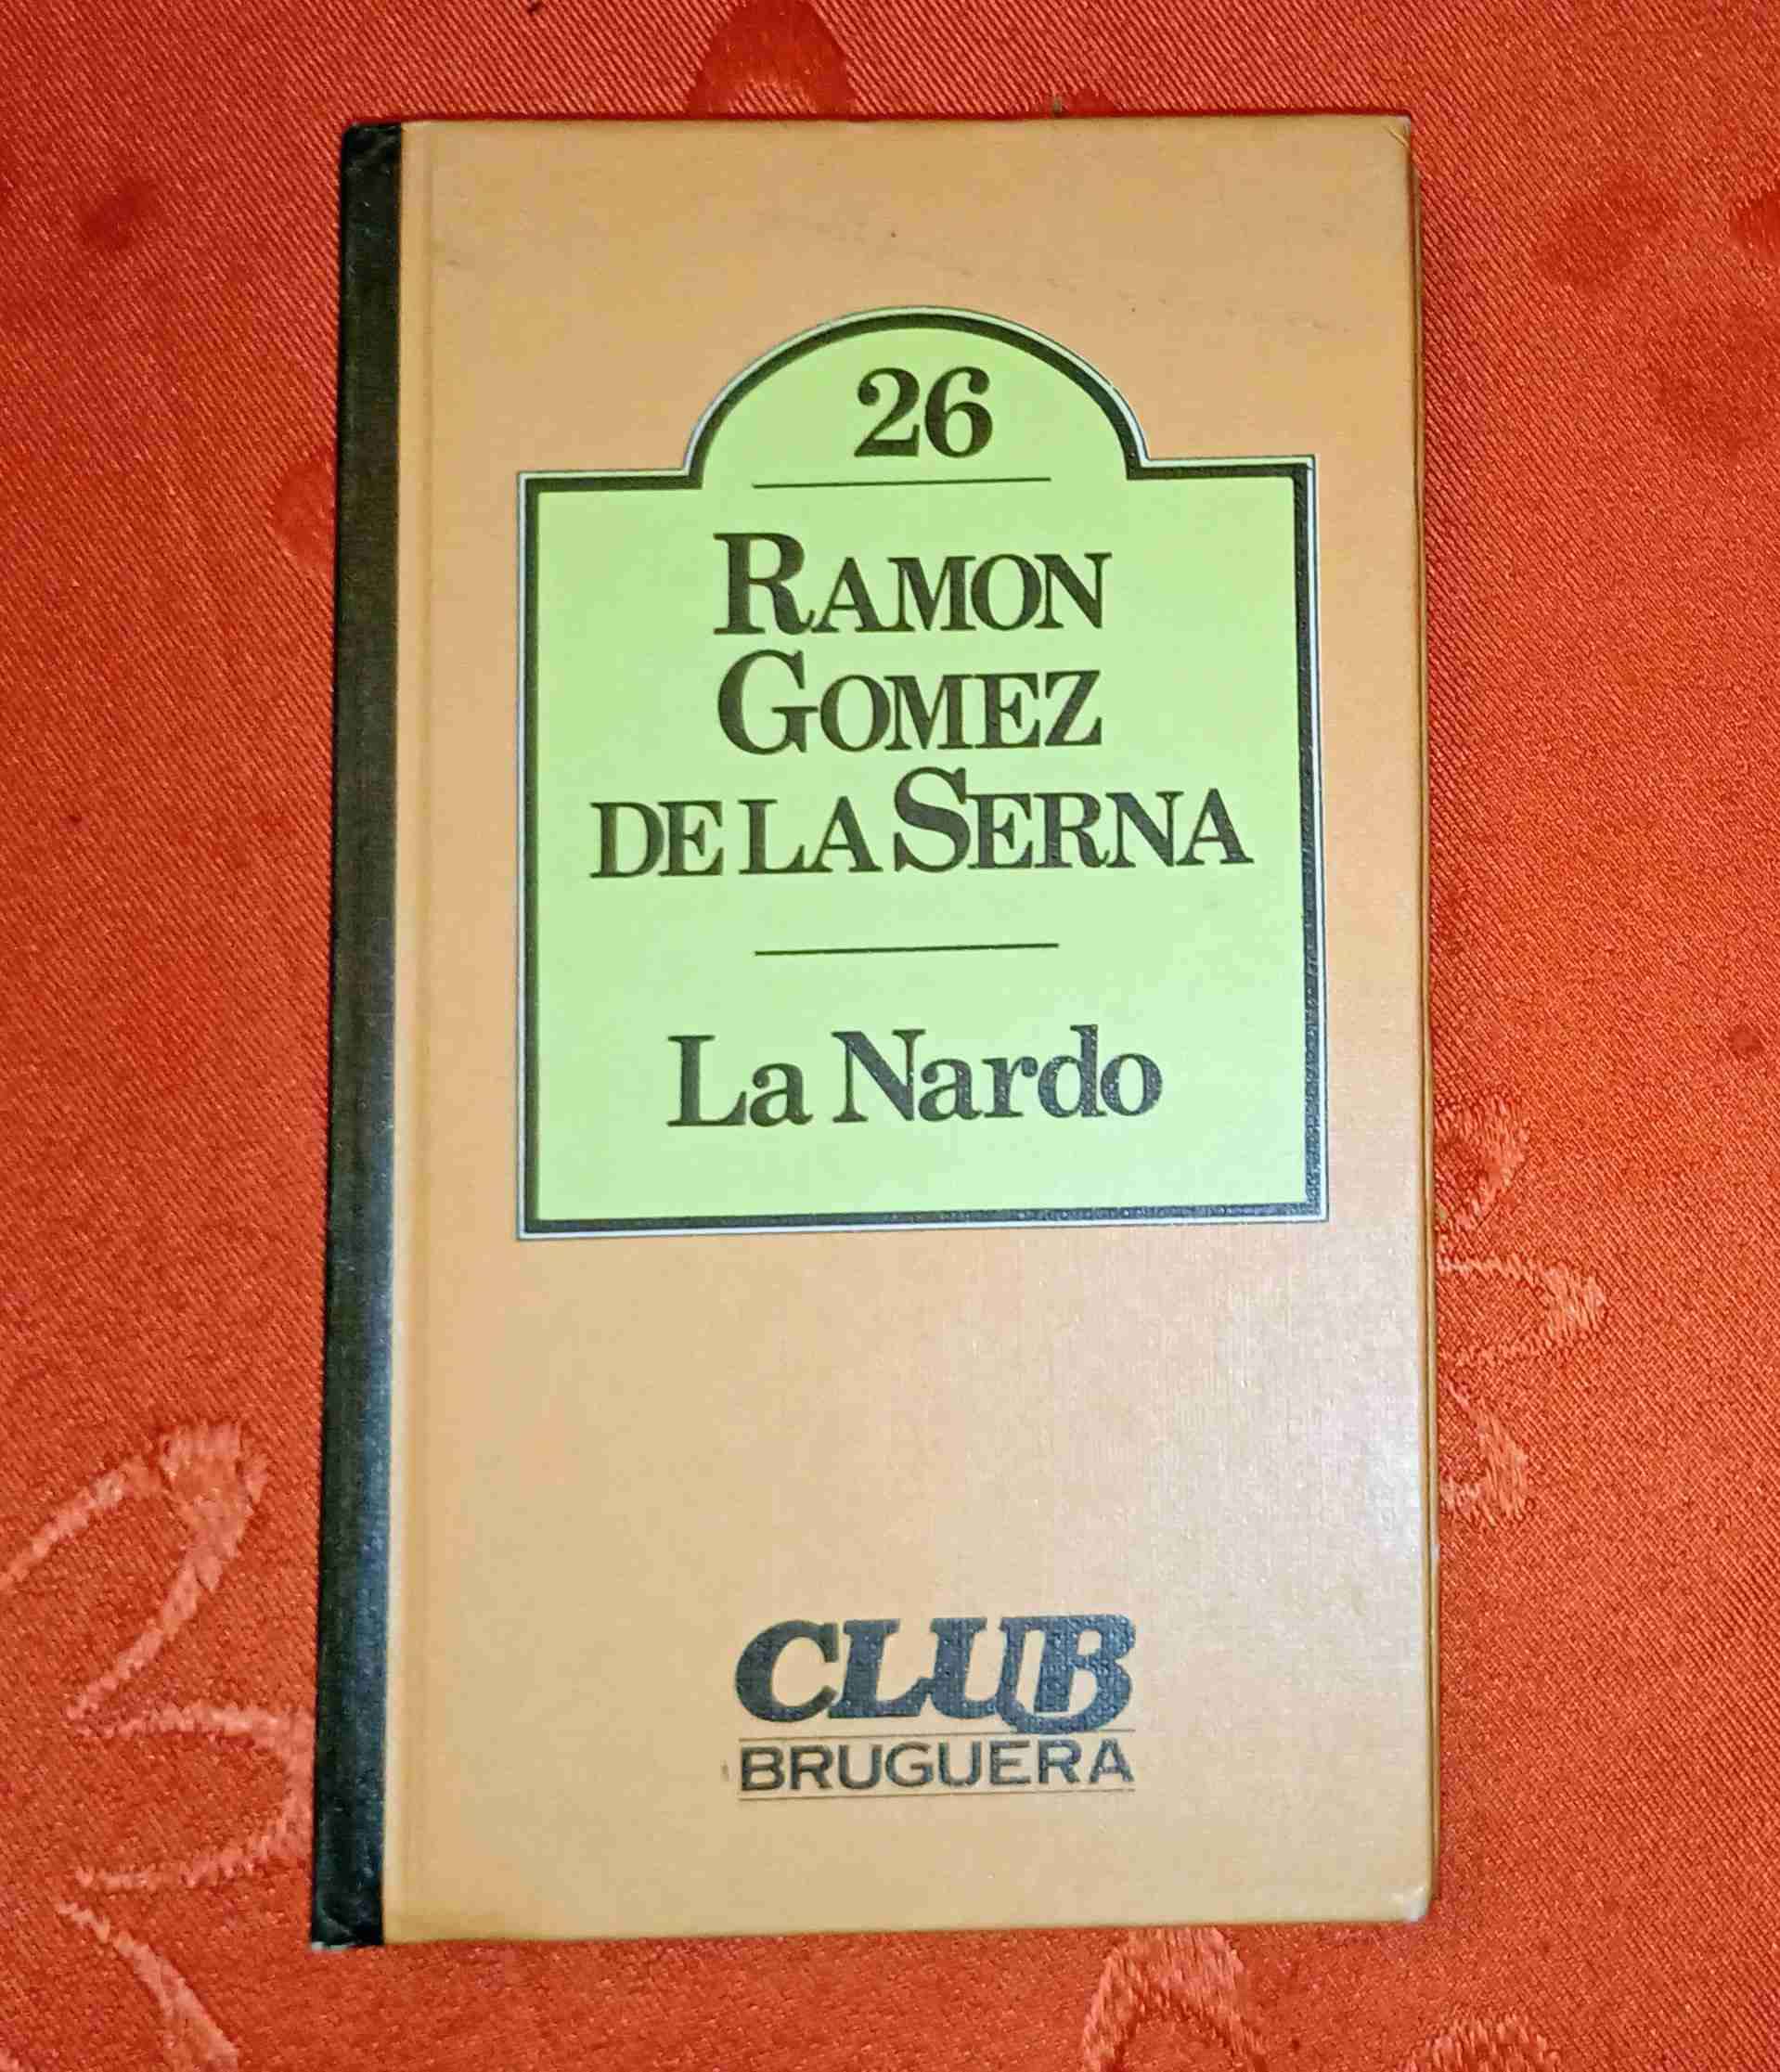 26
RAMON
GOMEZ
DE LA SERNA
La Nardo
CLUB
BRUGUERA